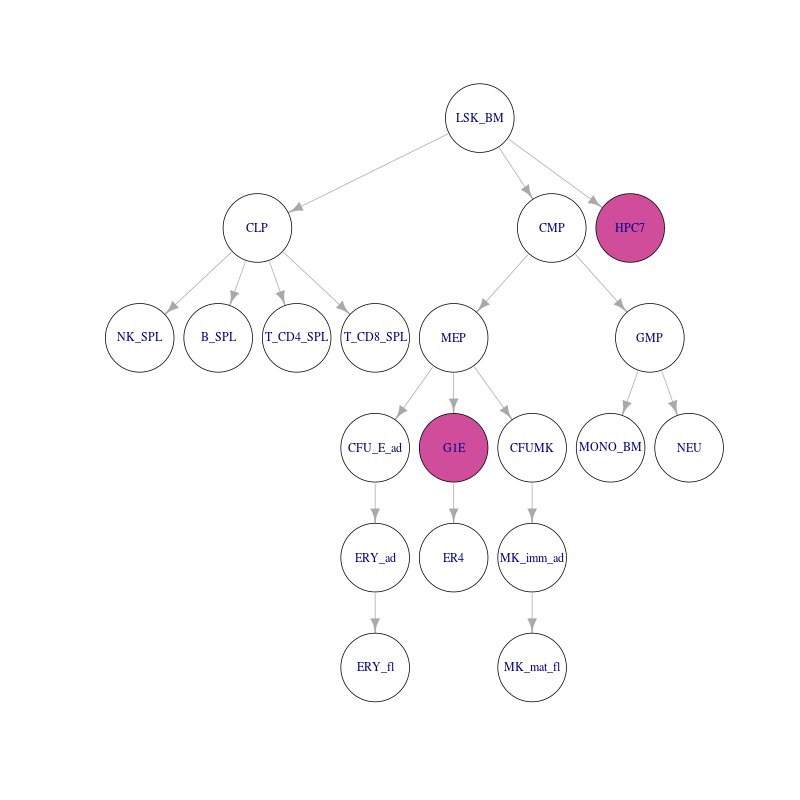 LSK_BM
CLP
CMP
HPC7
NK_SPL
B_SPL
T_CD4_SPL
T_CD8_SPL
MEP
GMP
CFU_E_ad
G1E
CFUMK
MONO_BM
NEU
ERY_ad
ER4
MK_imm_ad
ERY_fl
MK_mat_fl